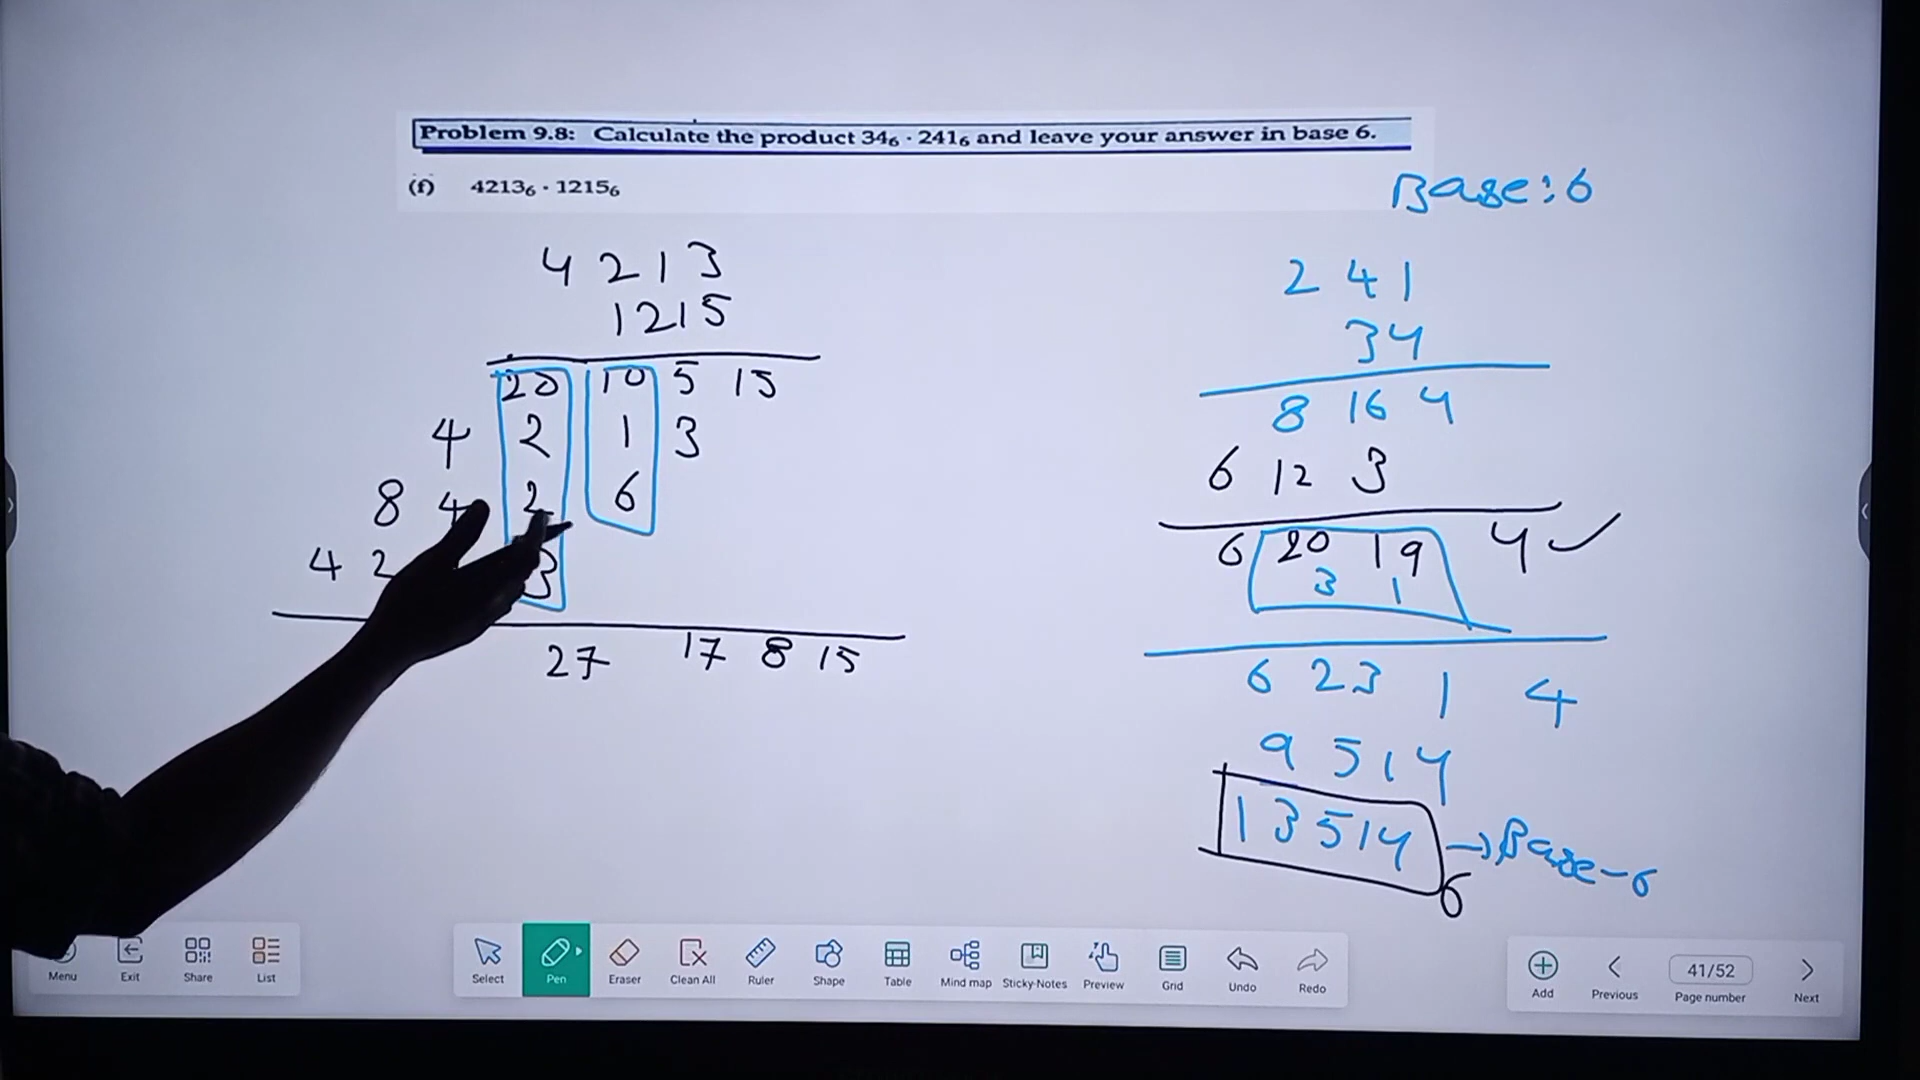 Problem 9.8: Calculate the product 34₆ · 241₆ and leave your answer in base 6.
(f) 4213₆ · 1215₆
Base: 6
4 2 1 3
1215
20 10 5 15
4 2 1 3
8 4 2 6
4 2 3
27 17 8 15
2 4 1
34
8 16 4
6 12 3
6 20 19 4 ✓
3 1
6 23 1 4
9 5 1 4
1 3 5 1 4 6 → Base-6
Menu Exit Share List
Select Pen Eraser Clean All Ruler Shape Table Mind map Sticky-Notes Preview Grid Undo Redo
Add Previous 41/52 Page number Next